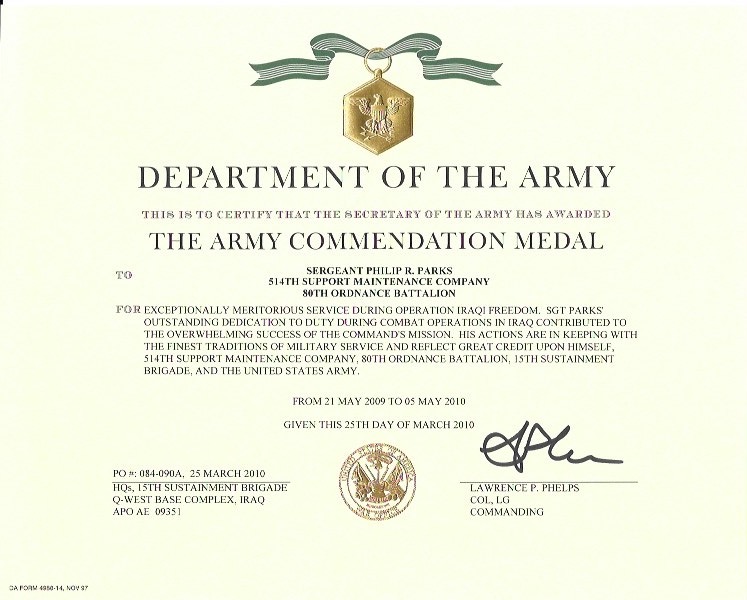 DEPARTMENT OF THE ARMY
THIS IS TO CERTIFY THAT THE SECRETARY OF THE ARMY HAS AWARDED
THE ARMY COMMENDATION MEDAL
TO SERGEANT PHILIP R. PARKS
514TH SUPPORT MAINTENANCE COMPANY
80TH ORDNANCE BATTALION
FOR EXCEPTIONALLY MERITORIOUS SERVICE DURING OPERATION IRAQI FREEDOM. SGT PARKS'
OUTSTANDING DEDICATION TO DUTY DURING COMBAT OPERATIONS IN IRAQ CONTRIBUTED TO
THE OVERWHELMING SUCCESS OF THE COMMAND'S MISSION. HIS ACTIONS ARE IN KEEPING WITH
THE FINEST TRADITIONS OF MILITARY SERVICE AND REFLECT GREAT CREDIT UPON HIMSELF,
514TH SUPPORT MAINTENANCE COMPANY, 80TH ORDNANCE BATTALION, 15TH SUSTAINMENT
BRIGADE, AND THE UNITED STATES ARMY.
FROM 21 MAY 2009 TO 05 MAY 2010
GIVEN THIS 25TH DAY OF MARCH 2010
PO #: 084-090A, 25 MARCH 2010
HQs, 15TH SUSTAINMENT BRIGADE
Q-WEST BASE COMPLEX, IRAQ
APO AE 09351
LAWRENCE P. PHELPS
COL, LG
COMMANDING
DA FORM 4980-14, NOV 97